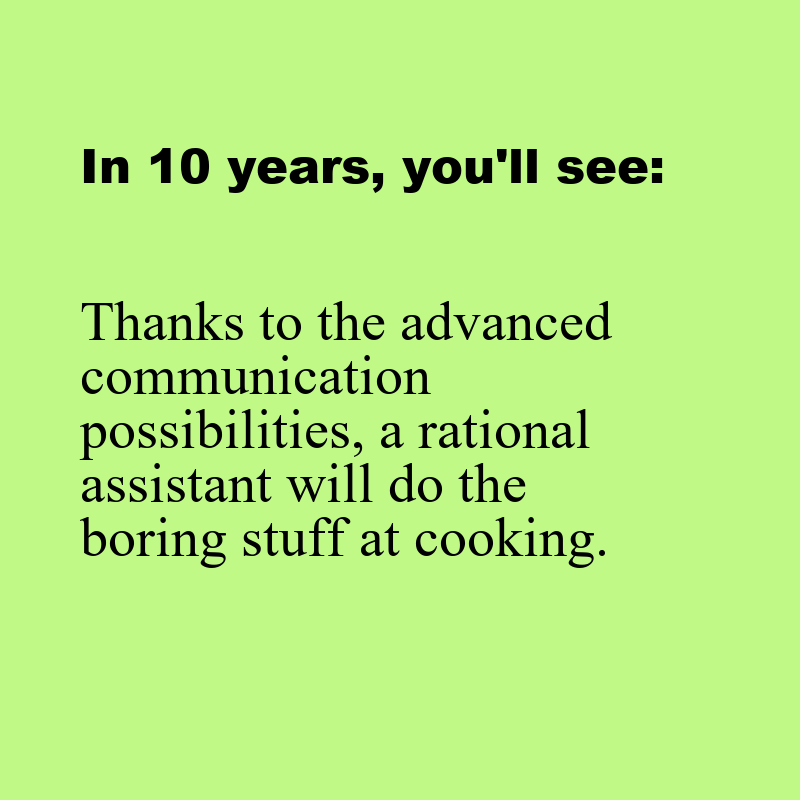 In 10 years, you'll see:
Thanks to the advanced
communication
possibilities, a rational
assistant will do the
boring stuff at cooking.